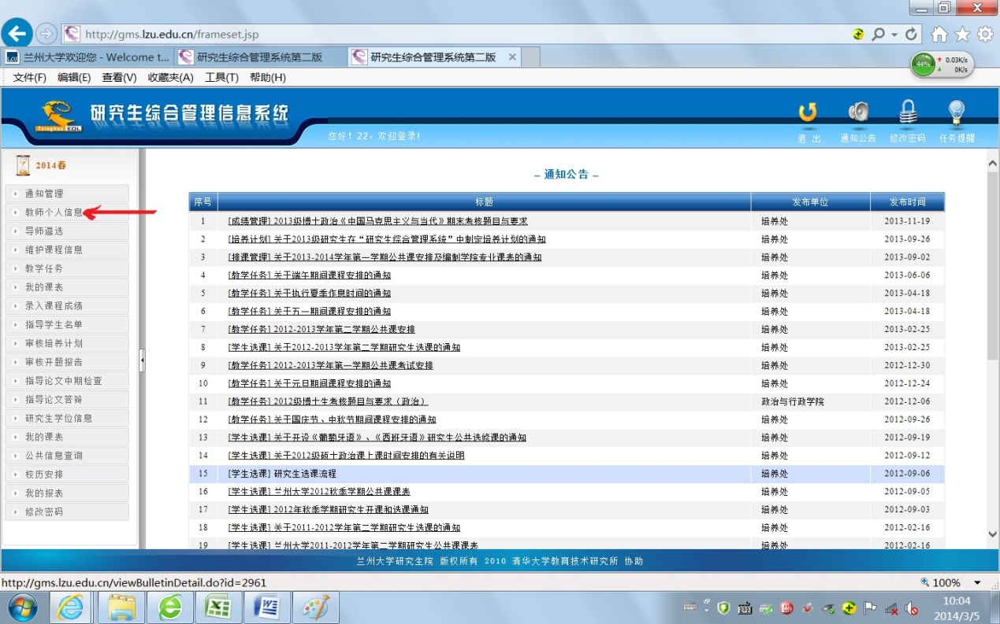 http://gms.lzu.edu.cn/frameset.jsp
兰州大学欢迎您 - Welcome t...
研究生综合管理系统第二版
研究生综合管理系统第二版
44%
0.03K/s
0K/s
文件(F) 编辑(E) 查看(V) 收藏夹(A) 工具(T) 帮助(H)
Tsinghua EOL
研究生综合管理信息系统
您好！22，欢迎登录！
退 出 通知公告 修改密码 任务提醒
2014春
通知管理
教师个人信息
导师遴选
维护课程信息
教学任务
我的课表
录入课程成绩
指导学生名单
审核培养计划
审核开题报告
指导论文中期检查
指导论文答辩
研究生学位信息
我的课表
公共信息查询
校历安排
我的报表
修改密码
– 通知公告 –
序号 标题 发布单位 发布时间
1 [成绩管理] 2013级博士政治《中国马克思主义与当代》期末考核题目与要求 培养处 2013-11-19
2 [培养计划] 关于2013级研究生在“研究生综合管理系统”中制定培养计划的通知 培养处 2013-09-26
3 [排课管理] 关于2013-2014学年第一学期公共课安排及编制学院专业课表的通知 培养处 2013-09-02
4 [教学任务] 关于端午期间课程安排的通知 培养处 2013-06-06
5 [教学任务] 关于执行夏季作息时间的通知 培养处 2013-04-18
6 [教学任务] 关于五一期间课程安排的通知 培养处 2013-04-18
7 [教学任务] 2012-2013学年第二学期公共课安排 培养处 2013-02-25
8 [学生选课] 关于2012-2013学年第二学期研究生选课的通知 培养处 2013-02-25
9 [教学任务] 2012-2013学年第一学期公共课考试安排 培养处 2012-12-30
10 [教学任务] 关于元旦期间课程安排的通知 培养处 2012-12-24
11 [教学任务] 2012级博士生考核题目与要求（政治） 政治与行政学院 2012-12-06
12 [教学任务] 关于国庆节、中秋节期间课程安排的通知 培养处 2012-09-26
13 [学生选课] 关于开设《葡萄牙语》、《西班牙语》研究生公共选修课的通知 培养处 2012-09-19
14 [学生选课] 关于2012级硕士政治课上课时间安排的有关说明 培养处 2012-09-12
15 [学生选课] 研究生选课流程 培养处 2012-09-06
16 [学生选课] 兰州大学2012秋季学期公共课课表 培养处 2012-09-05
17 [学生选课] 2012年秋季学期研究生开课和选课通知 培养处 2012-09-03
18 [学生选课] 关于2011-2012学年第二学期研究生选课的通知 培养处 2012-02-16
19 [学生选课] 兰州大学2011-2012学年第二学期研究生公共课课表 培养处 2012-02-16
兰州大学研究生院 版权所有 2010 清华大学教育技术研究所 协助
http://gms.lzu.edu.cn/viewBulletinDetail.do?id=2961
100%
10:04
2014/3/5